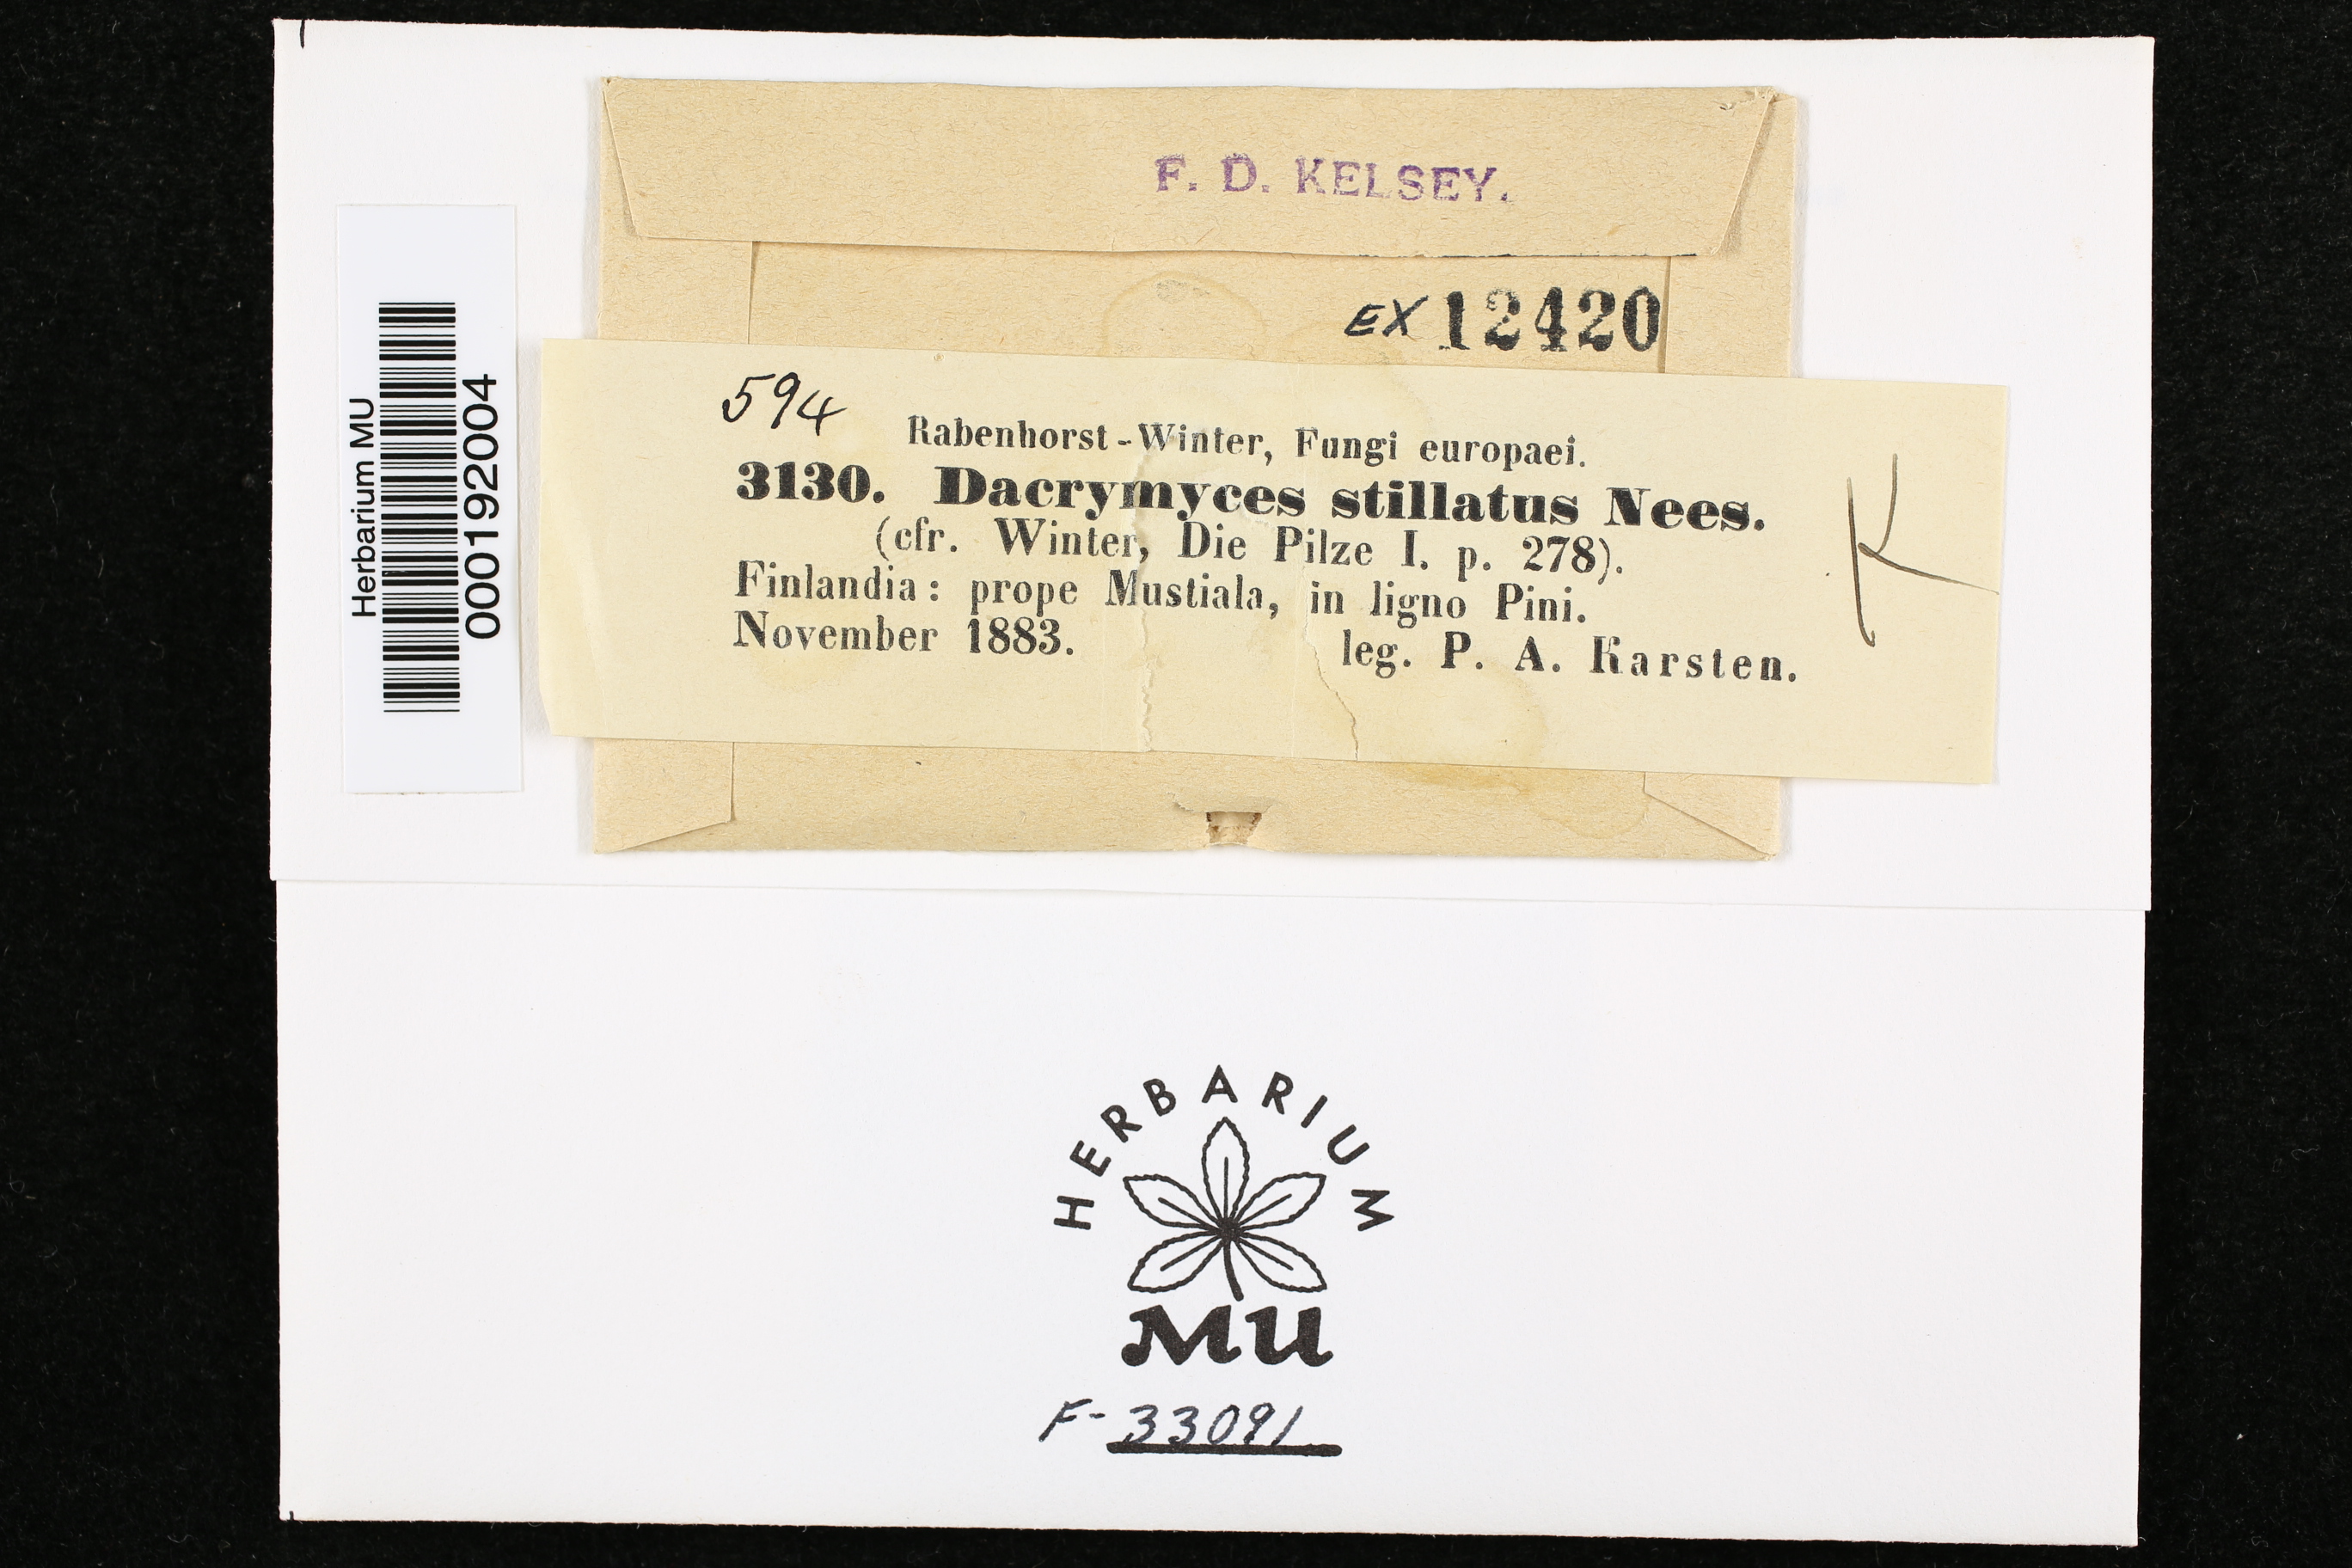 F. D. KELSEY.
EX 12420
594
Rabenhorst-Winter, Fungi europaei.
3130. Dacrymyces stillatus Nees.
(cfr. Winter, Die Pilze I. p. 278).
Finlandia: prope Mustiala, in ligno Pini.
November 1883. leg. P. A. Karsten.
K
Herbarium MU
000192004
HERBARIUM
MU
F-33091